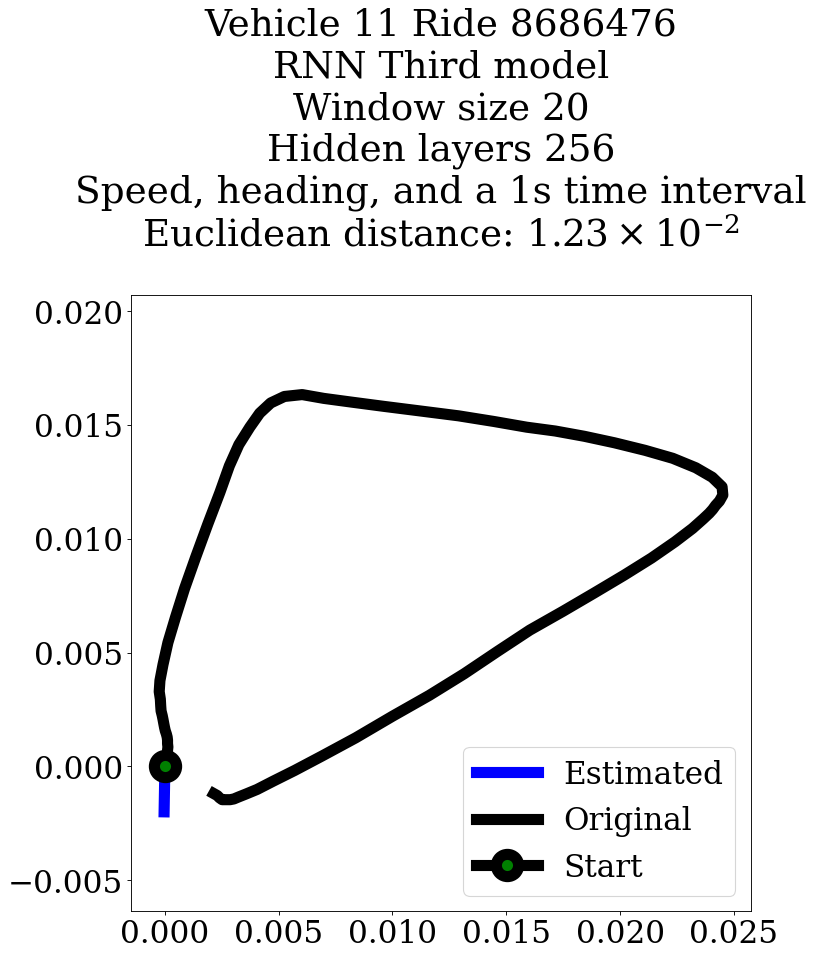 Vehicle 11 Ride 8686476
RNN Third model
Window size 20
Hidden layers 256
Speed, heading, and a 1s time interval
Euclidean distance: 1.23 × 10⁻²
0.020
0.015
0.010
0.005
0.000
−0.005
Estimated
Original
Start
0.000 0.005 0.010 0.015 0.020 0.025